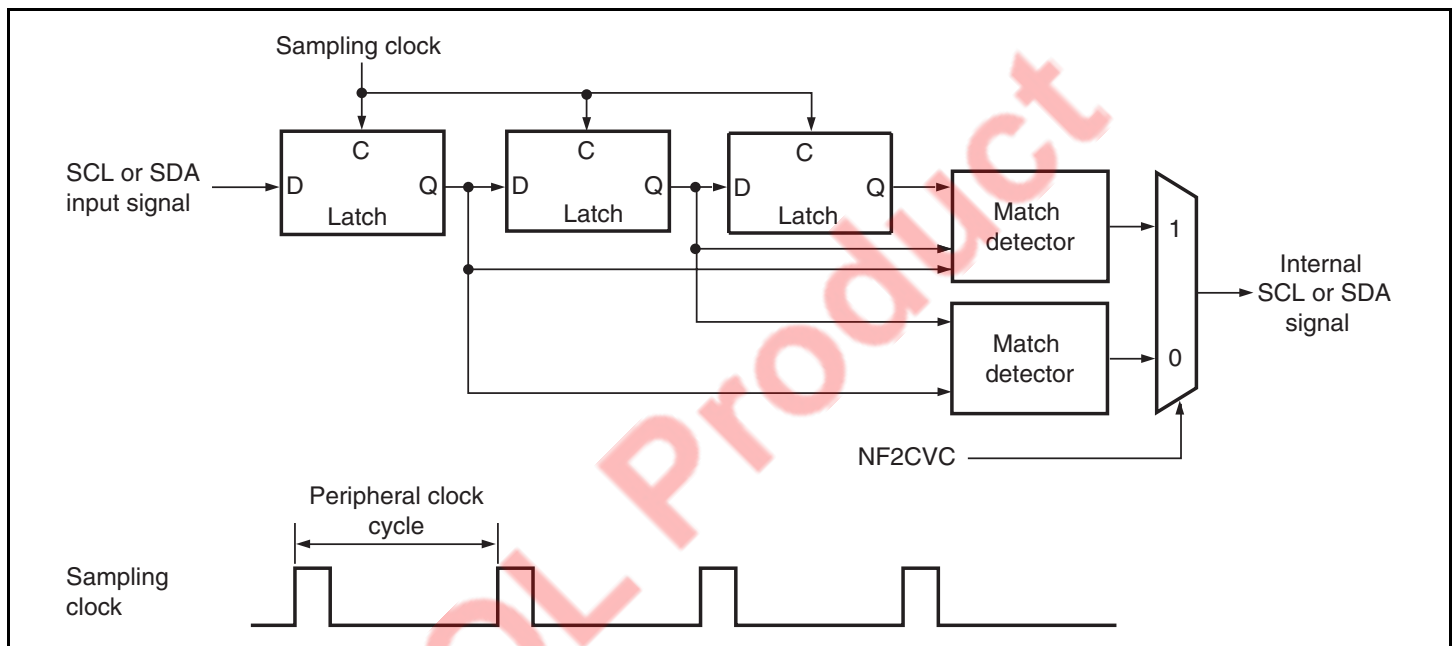 Sampling clock
SCL or SDA
input signal
C
D
Q
Latch
C
D
Q
Latch
C
D
Q
Latch
Match
detector
Match
detector
1
0
Internal
SCL or SDA
signal
NF2CVC
Peripheral clock
cycle
Sampling
clock
OL Product